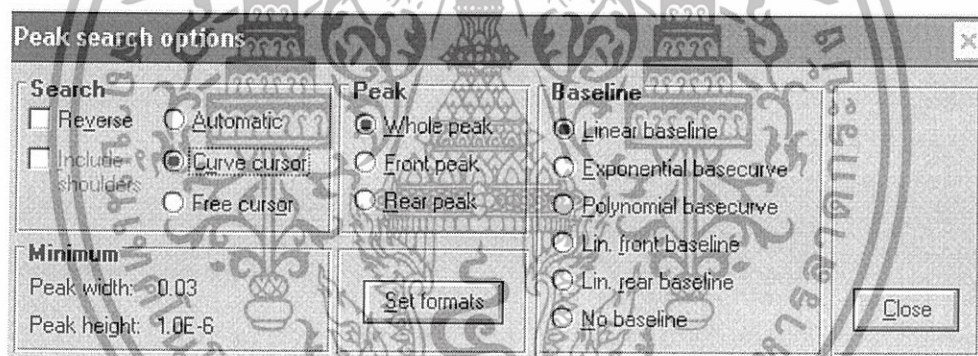 Peak search options
Search
Reverse
Include shoulders
Automatic
Curve cursor
Free cursor
Peak
Whole peak
Front peak
Rear peak
Baseline
Linear baseline
Exponential basecurve
Polynomial basecurve
Lin. front baseline
Lin. rear baseline
No baseline
Minimum
Peak width: 0.03
Peak height: 1.0E-6
Set formats
Close